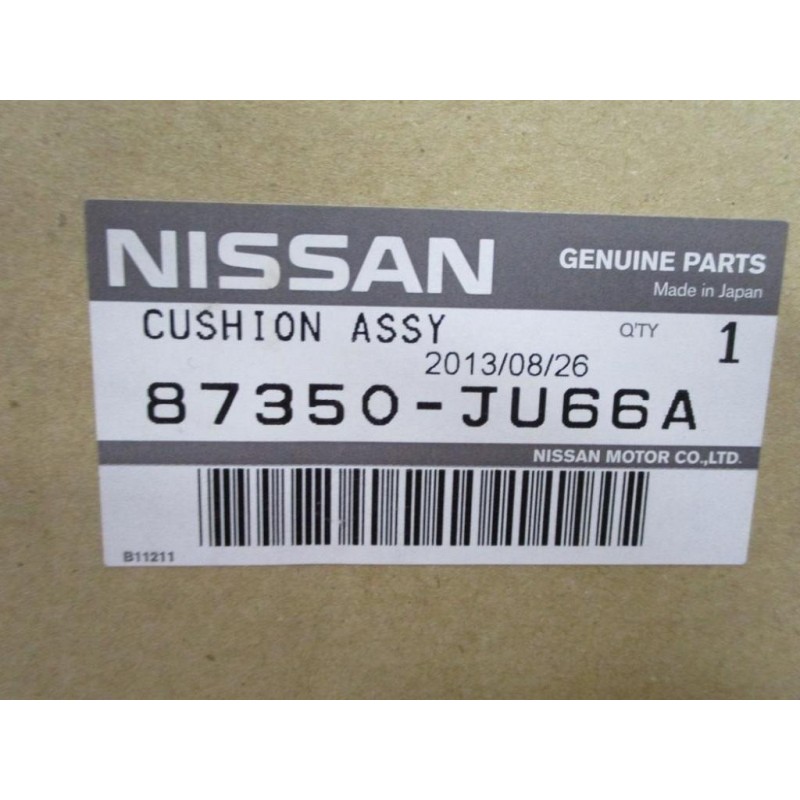 NISSAN
GENUINE PARTS
Made in Japan
CUSHION ASSY
Q'TY 1
2013/08/26
87350-JU66A
NISSAN MOTOR CO.,LTD.
B11211